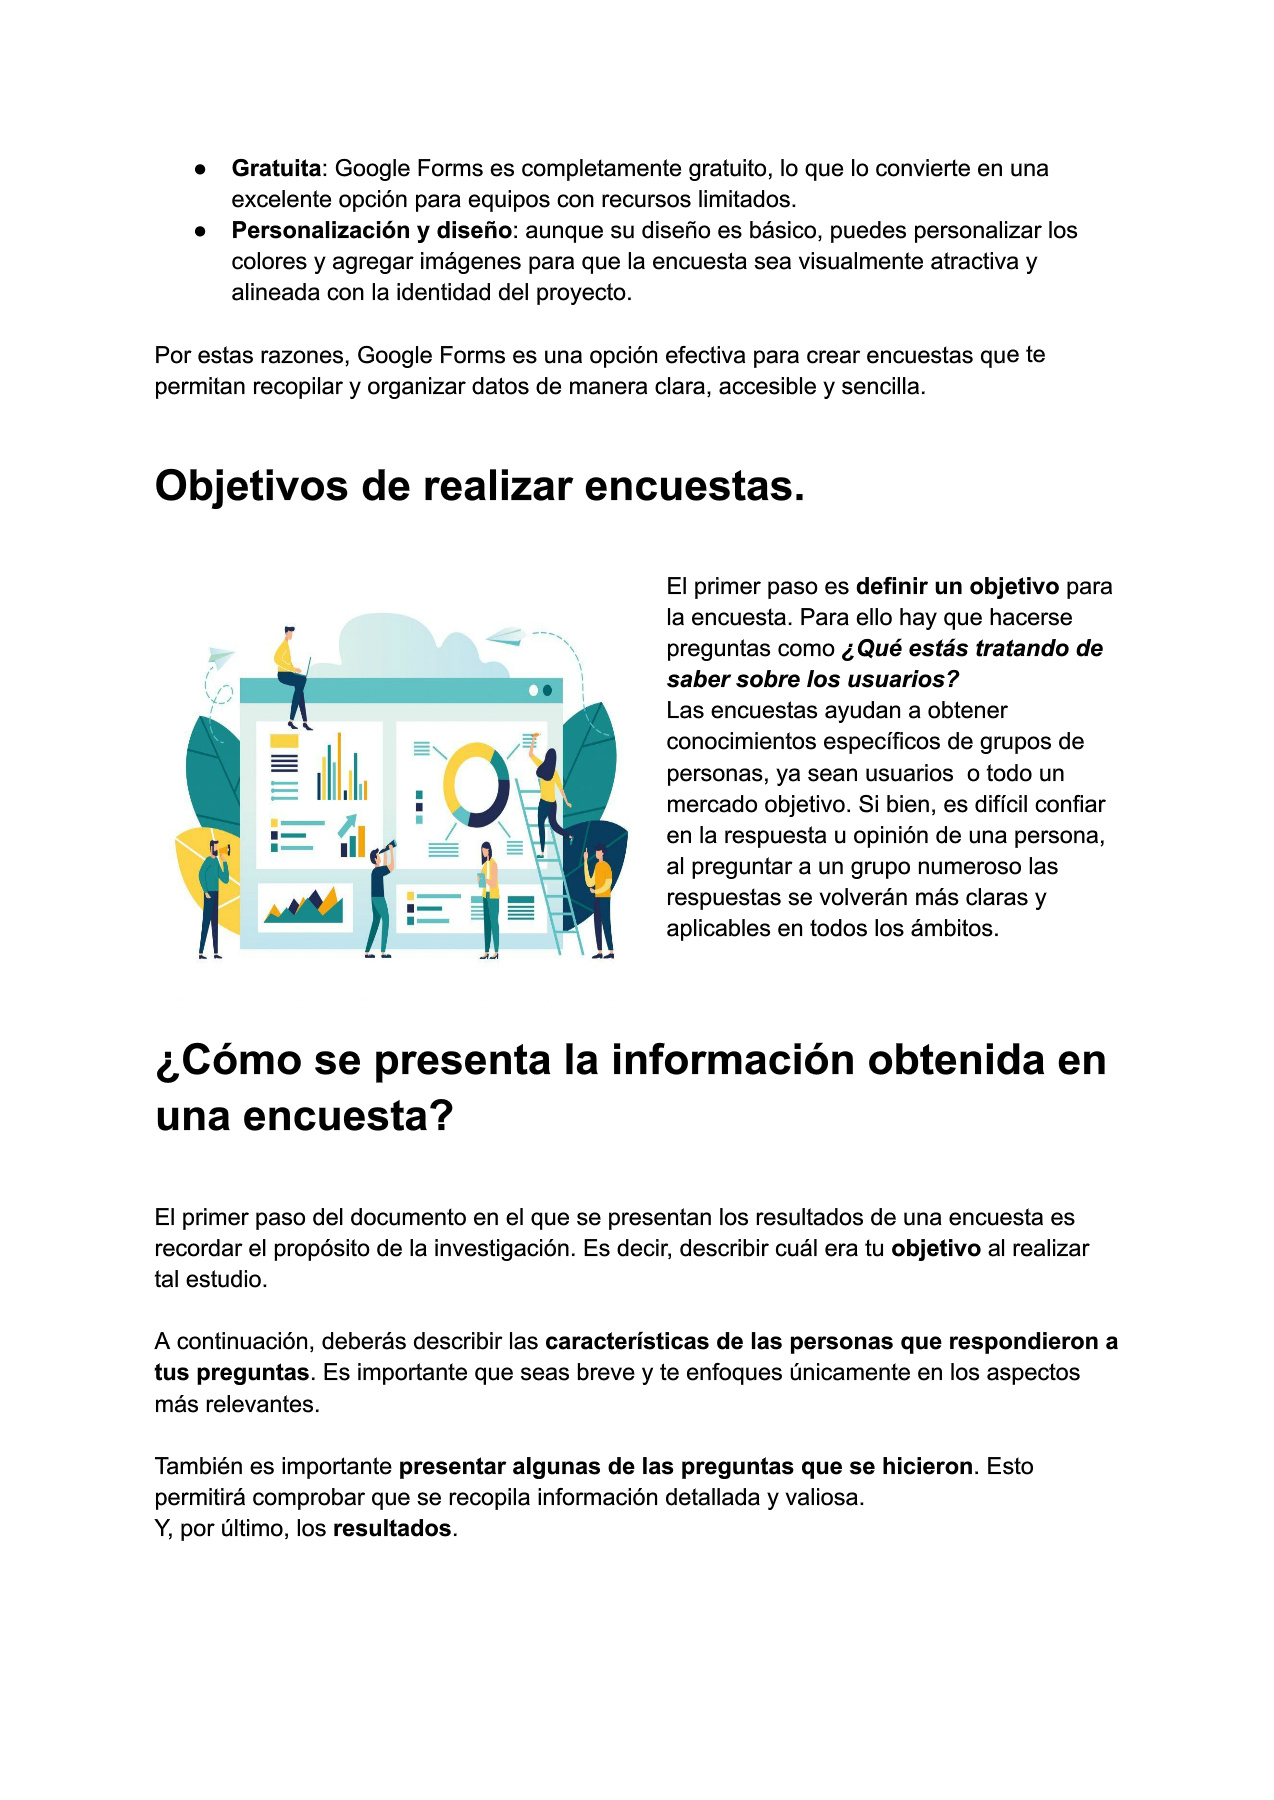 ● Gratuita: Google Forms es completamente gratuito, lo que lo convierte en una
excelente opción para equipos con recursos limitados.
● Personalización y diseño: aunque su diseño es básico, puedes personalizar los
colores y agregar imágenes para que la encuesta sea visualmente atractiva y
alineada con la identidad del proyecto.
Por estas razones, Google Forms es una opción efectiva para crear encuestas que te
permitan recopilar y organizar datos de manera clara, accesible y sencilla.
Objetivos de realizar encuestas.
El primer paso es definir un objetivo para
la encuesta. Para ello hay que hacerse
preguntas como ¿Qué estás tratando de
saber sobre los usuarios?
Las encuestas ayudan a obtener
conocimientos específicos de grupos de
personas, ya sean usuarios  o todo un
mercado objetivo. Si bien, es difícil confiar
en la respuesta u opinión de una persona,
al preguntar a un grupo numeroso las
respuestas se volverán más claras y
aplicables en todos los ámbitos.
¿Cómo se presenta la información obtenida en
una encuesta?
El primer paso del documento en el que se presentan los resultados de una encuesta es
recordar el propósito de la investigación. Es decir, describir cuál era tu objetivo al realizar
tal estudio.
A continuación, deberás describir las características de las personas que respondieron a
tus preguntas. Es importante que seas breve y te enfoques únicamente en los aspectos
más relevantes.
También es importante presentar algunas de las preguntas que se hicieron. Esto
permitirá comprobar que se recopila información detallada y valiosa.
Y, por último, los resultados.